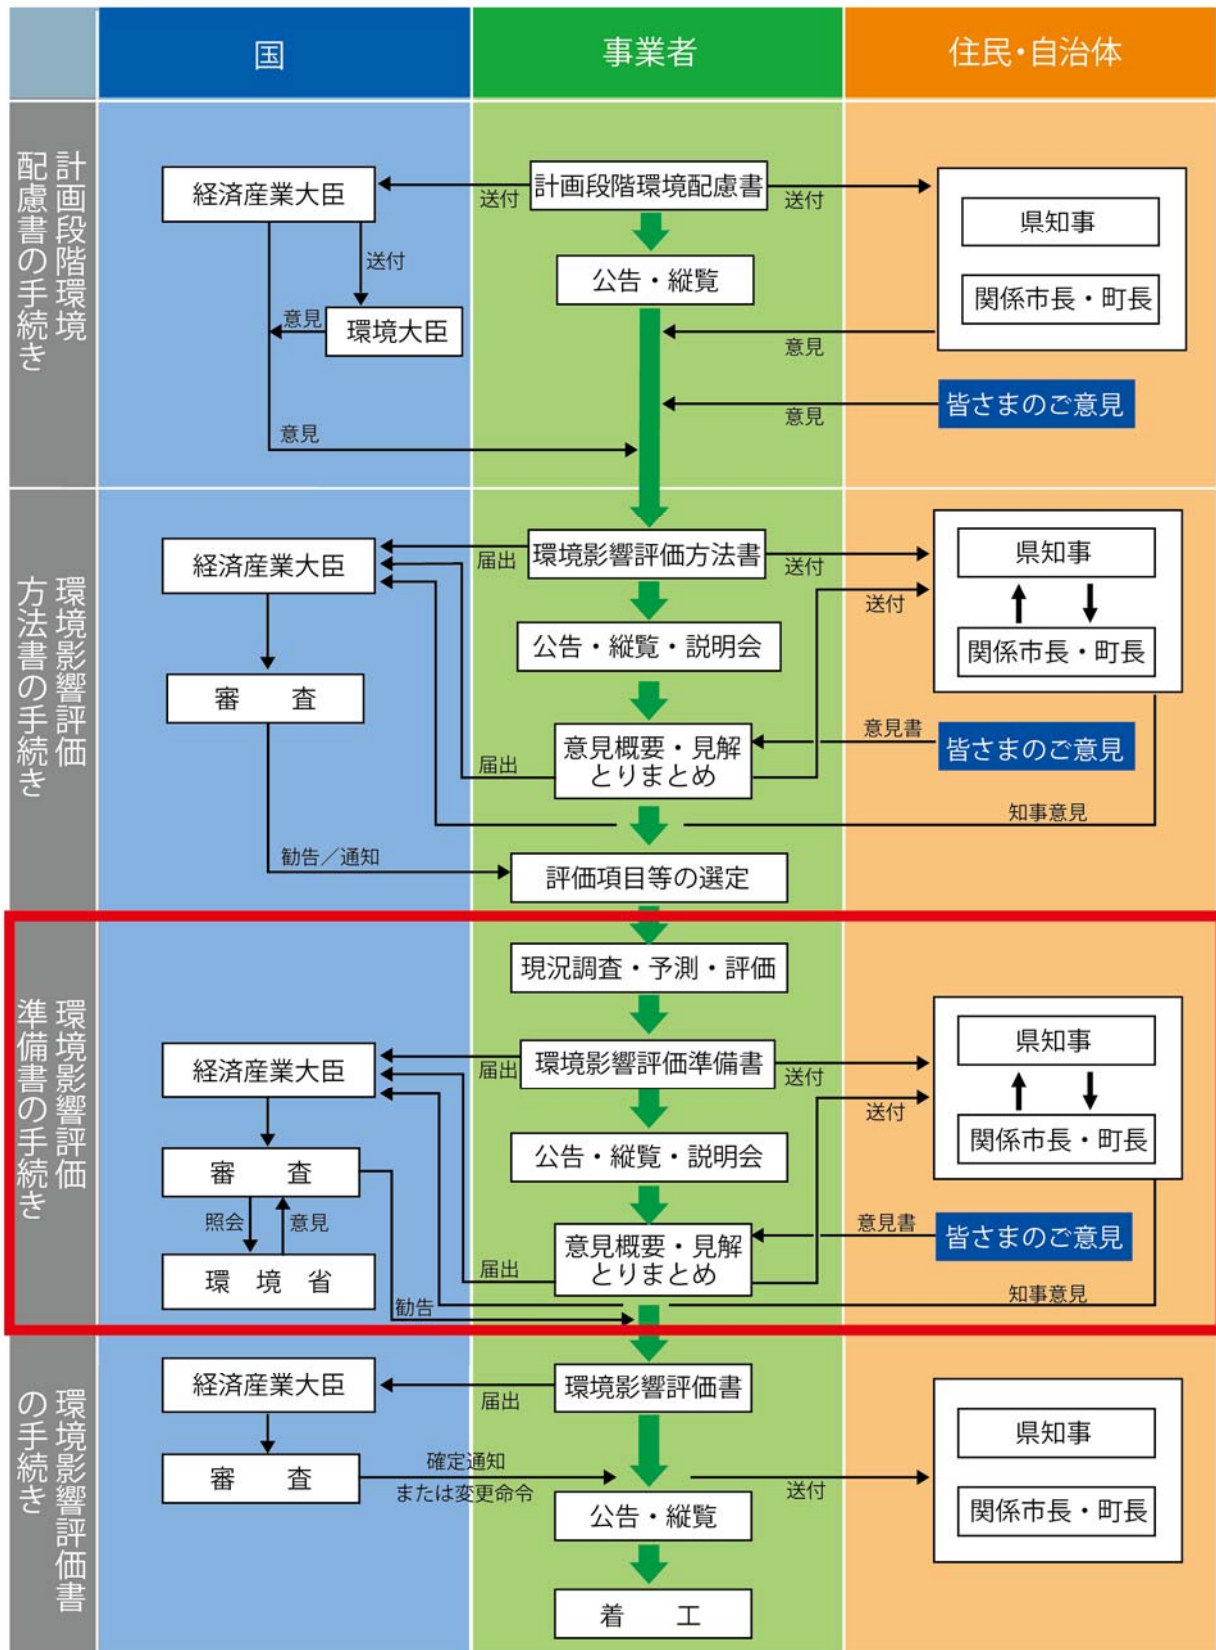 国
事業者
住民・自治体
計画段階環境
配慮書の手続き
経済産業大臣
送付
計画段階環境配慮書
送付
県知事
関係市長・町長
送付
公告・縦覧
意見
環境大臣
意見
皆さまのご意見
意見
意見
環境影響評価
方法書の手続き
経済産業大臣
届出
環境影響評価方法書
送付
県知事
送付
関係市長・町長
公告・縦覧・説明会
審 査
意見概要・見解
とりまとめ
意見書
皆さまのご意見
届出
知事意見
勧告／通知
評価項目等の選定
環境影響評価
準備書の手続き
現況調査・予測・評価
経済産業大臣
届出
環境影響評価準備書
送付
県知事
送付
関係市長・町長
公告・縦覧・説明会
審 査
照会
意見
環 境 省
意見概要・見解
とりまとめ
意見書
皆さまのご意見
届出
知事意見
勧告
環境影響評価書
の手続き
経済産業大臣
届出
環境影響評価書
県知事
関係市長・町長
審 査
確定通知
または変更命令
送付
公告・縦覧
着 工